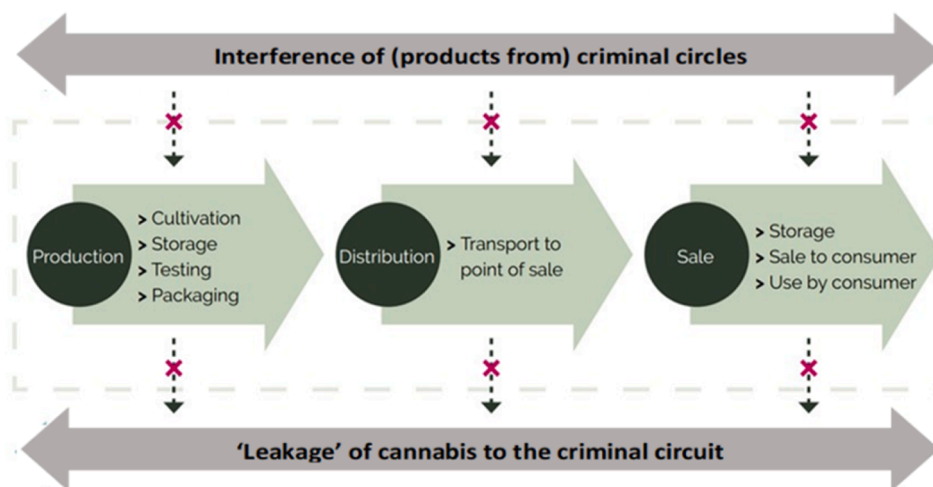 Interference of (products from) criminal circles
Production
> Cultivation
> Storage
> Testing
> Packaging
Distribution
> Transport to
point of sale
Sale
> Storage
> Sale to consumer
> Use by consumer
‘Leakage’ of cannabis to the criminal circuit